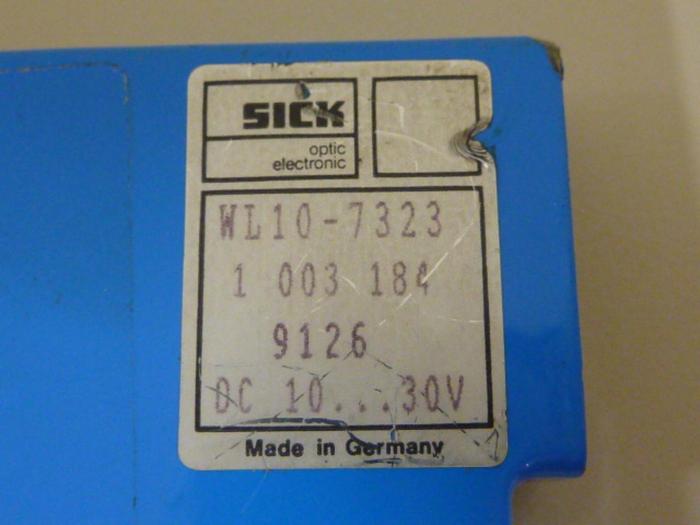 SICK
optic
electronic
WL10-7323
1 003 184
9126
DC 10...30V
Made in Germany